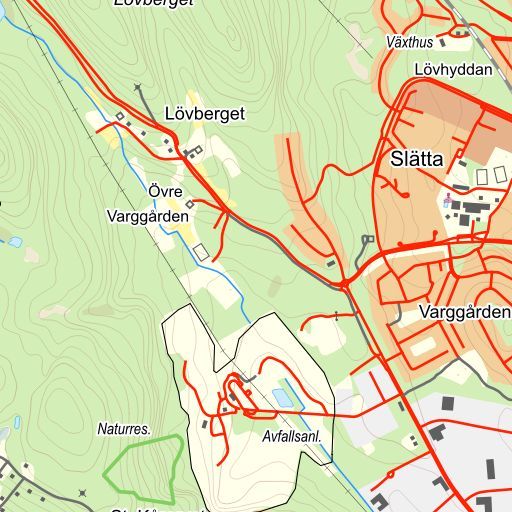 Lövberget
Växthus
Lövhyddan
Lövberget
Slätta
Övre
Varggården
Varggården
Naturres.
Avfallsanl.